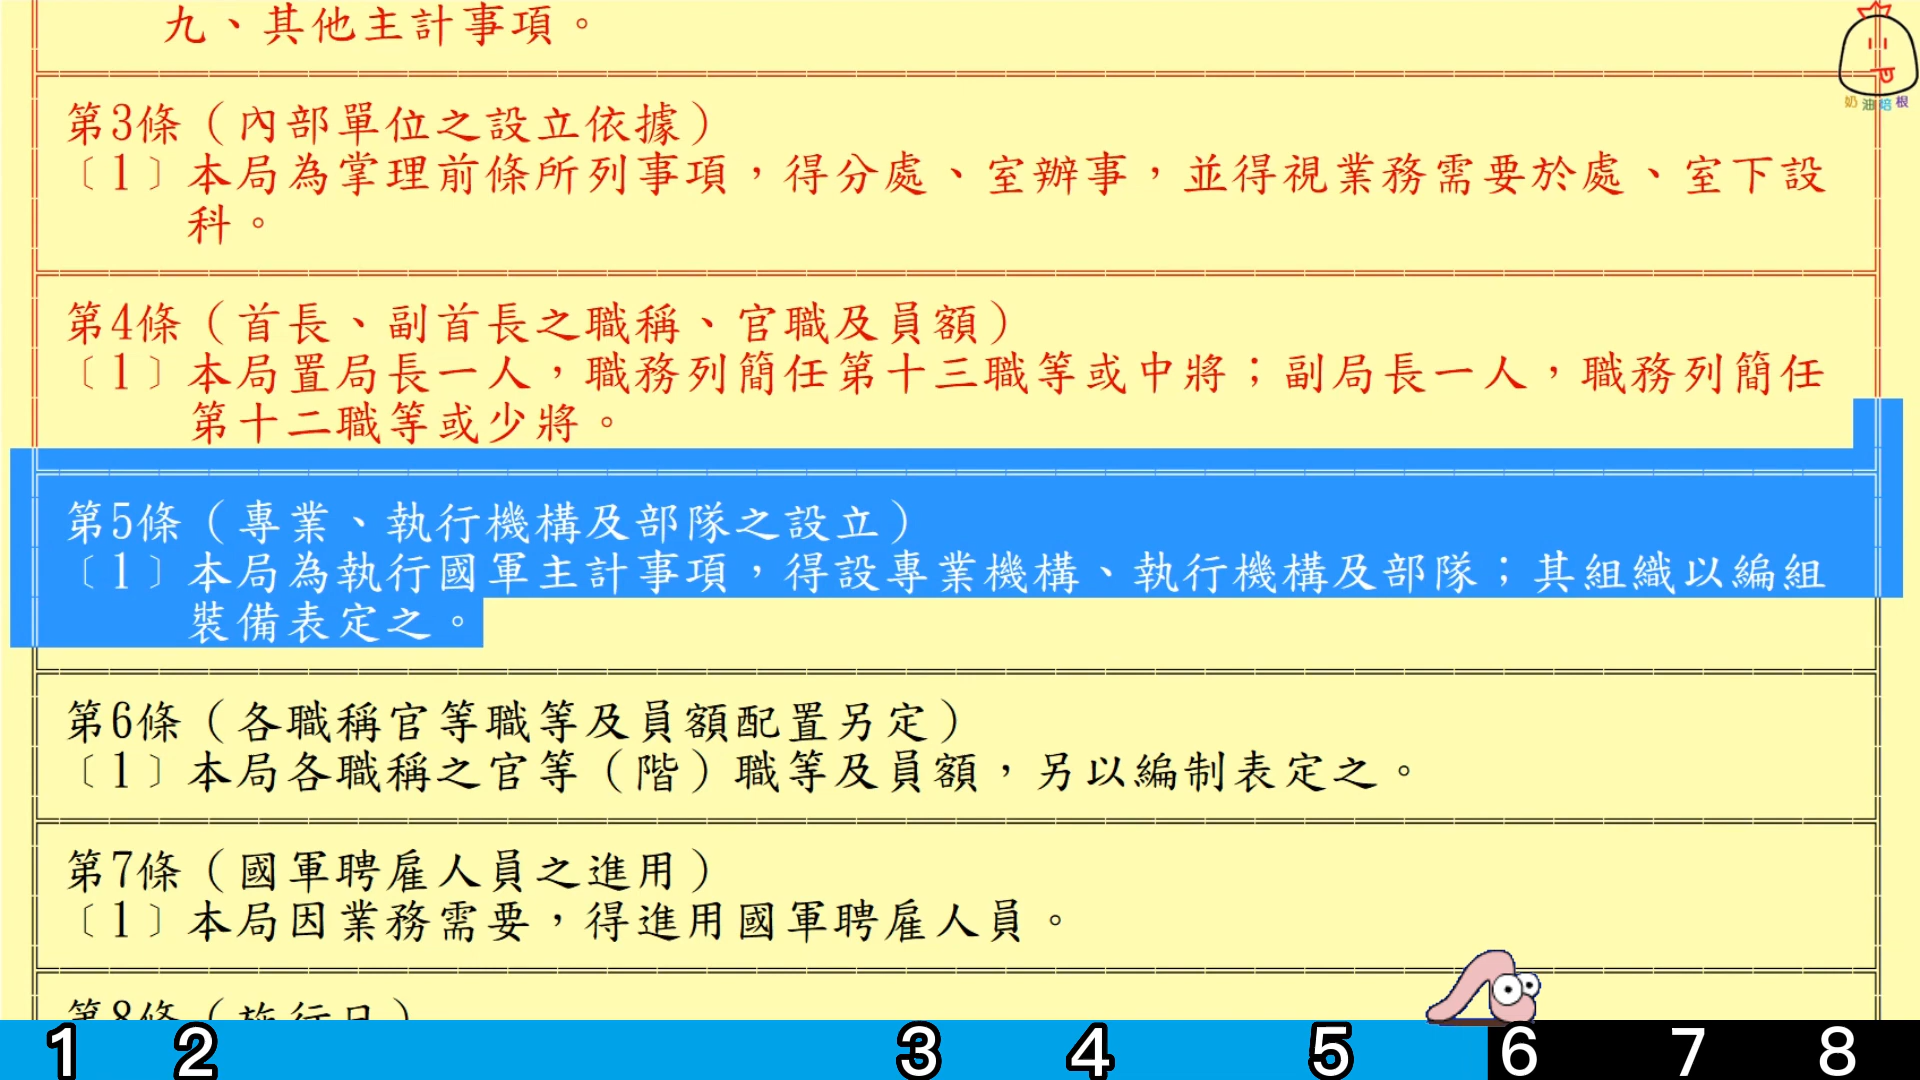 九、其他主計事項。
奶油培根
第3條（內部單位之設立依據）
〔1〕本局為掌理前條所列事項，得分處、室辦事，並得視業務需要於處、室下設
科。
第4條（首長、副首長之職稱、官職及員額）
〔1〕本局置局長一人，職務列簡任第十三職等或中將；副局長一人，職務列簡任
第十二職等或少將。
第5條（專業、執行機構及部隊之設立）
〔1〕本局為執行國軍主計事項，得設專業機構、執行機構及部隊；其組織以編組
裝備表定之。
第6條（各職稱官等職等及員額配置另定）
〔1〕本局各職稱之官等（階）職等及員額，另以編制表定之。
第7條（國軍聘雇人員之進用）
〔1〕本局因業務需要，得進用國軍聘雇人員。
第8條（施行日）
1 2 3 4 5 6 7 8